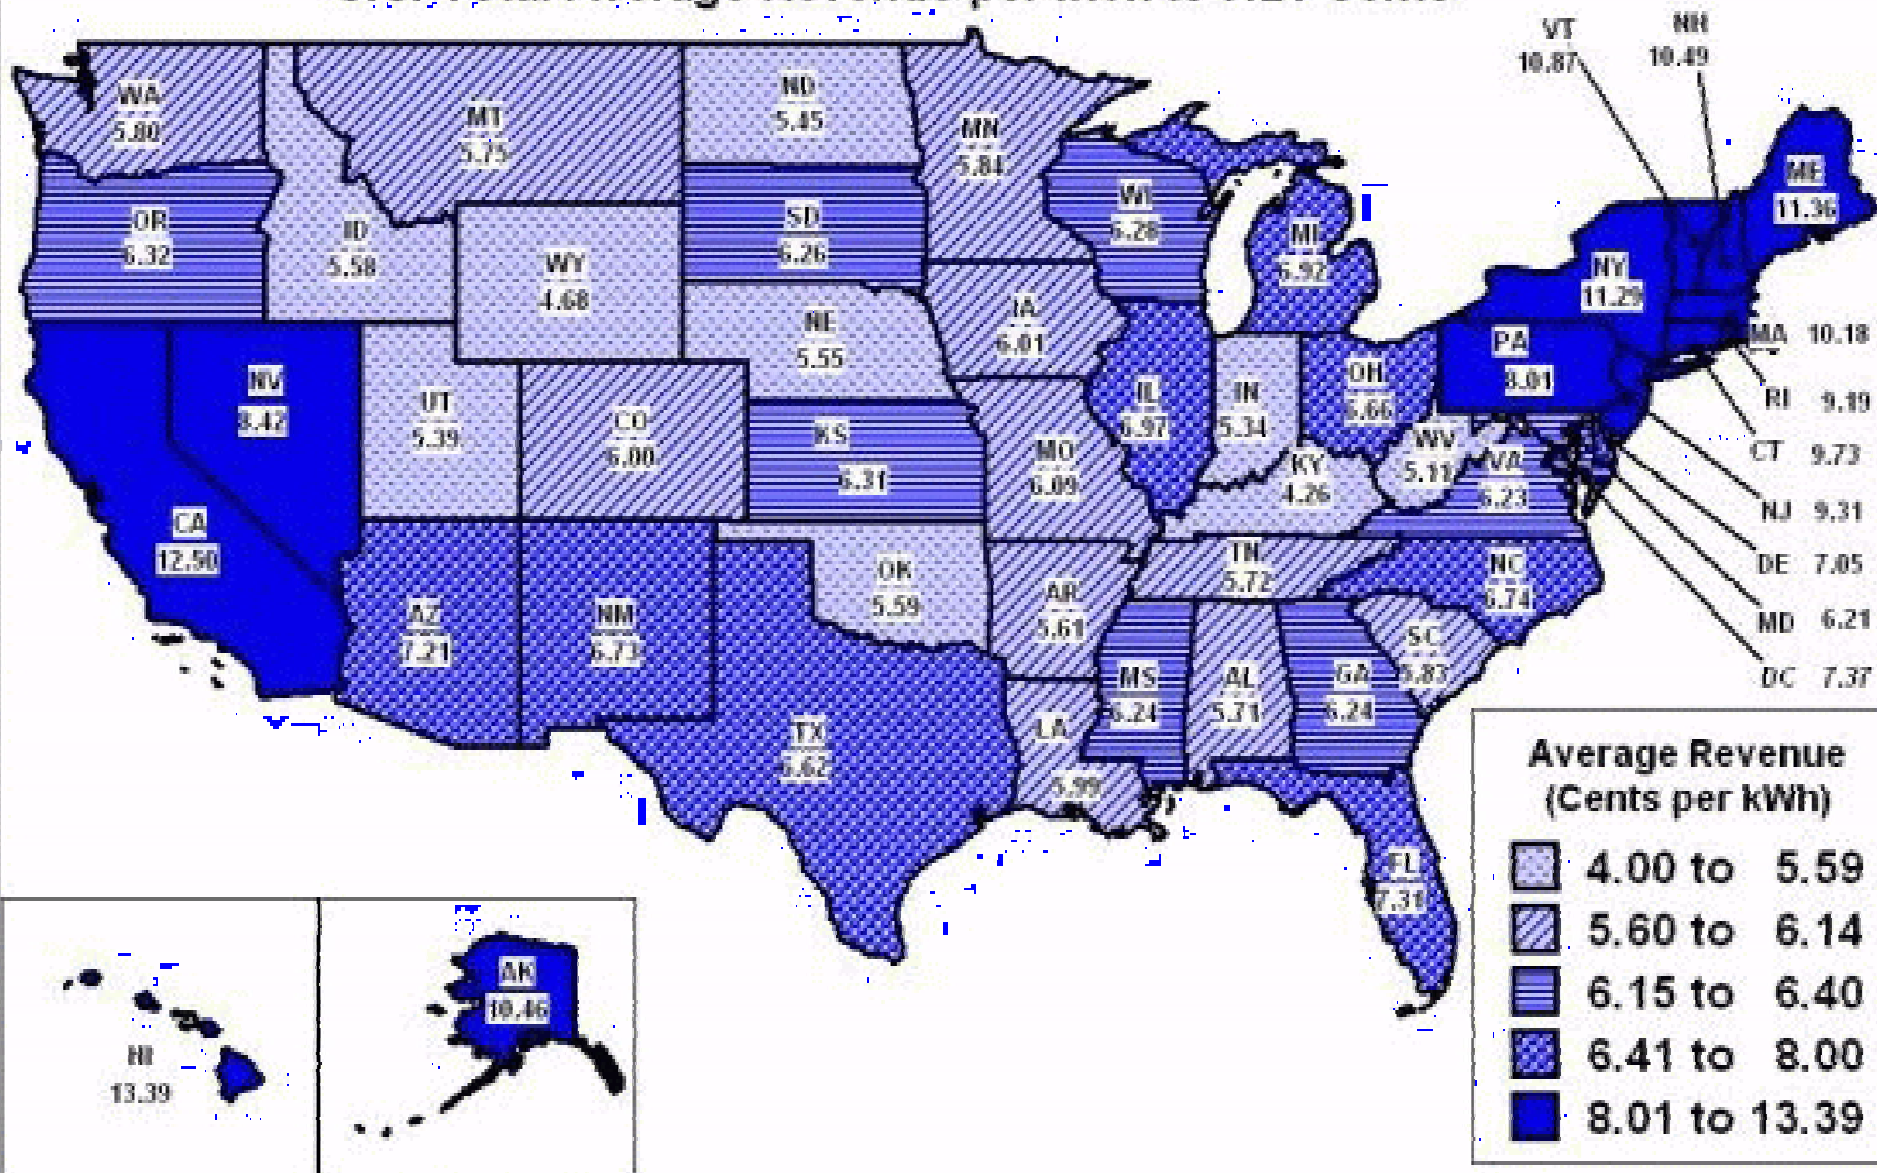 VT
10.87
NH
10.49
WA
5.80
MT
5.75
ND
5.45
MN
5.84
ME
11.36
OR
6.32
ID
5.58
WY
4.68
SD
6.26
WI
6.28
MI
6.92
NY
11.29
NV
8.42
UT
5.39
CO
6.00
NE
5.55
IA
6.01
KS
6.31
MO
6.09
IL
6.97
IN
5.34
OH
6.66
PA
8.01
MA 10.18
RI 9.19
CT 9.73
NJ 9.31
DE 7.05
MD 6.21
DC 7.37
WV
5.11
VA
6.23
KY
4.26
CA
12.50
AZ
7.21
NM
6.73
OK
5.59
AR
5.61
TN
5.72
NC
6.74
SC
5.83
MS
6.24
AL
5.71
GA
6.24
TX
6.62
LA
5.99
FL
7.31
HI
13.39
AK
10.46
Average Revenue
(Cents per kWh)
4.00 to 5.59
5.60 to 6.14
6.15 to 6.40
6.41 to 8.00
8.01 to 13.39